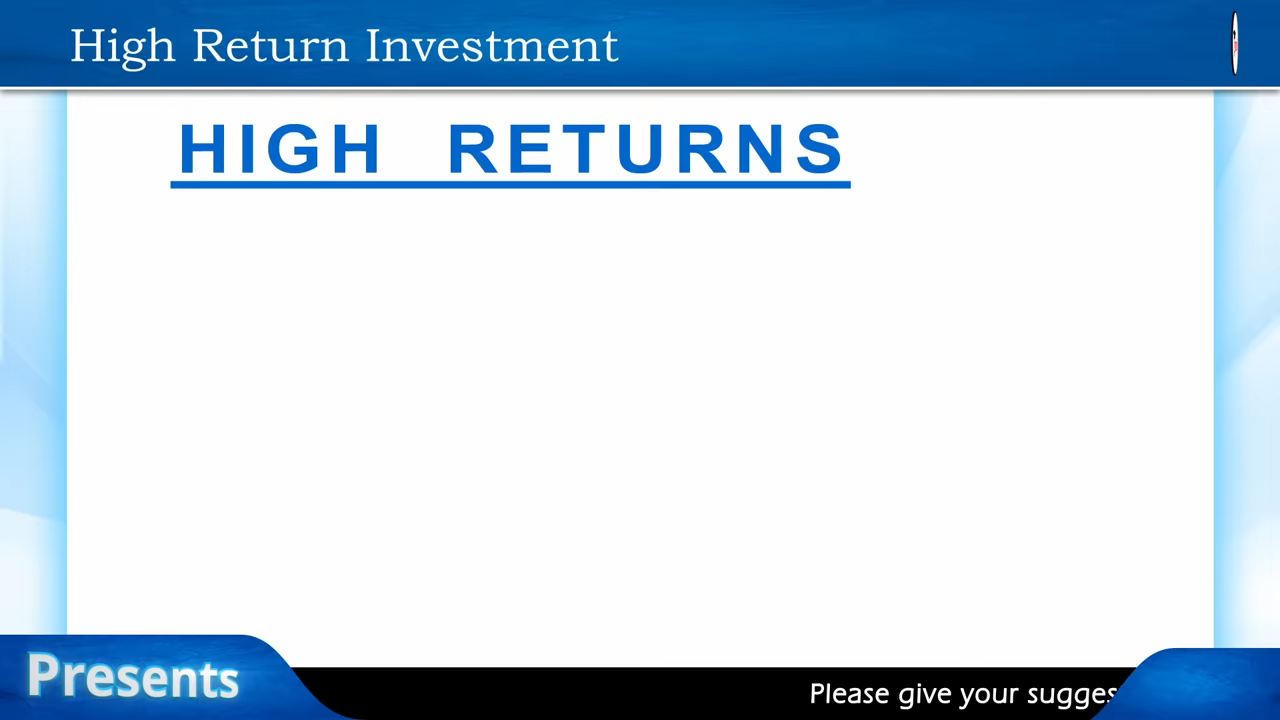 High Return Investment
HIGH RETURNS
Presents
Please give your sugges